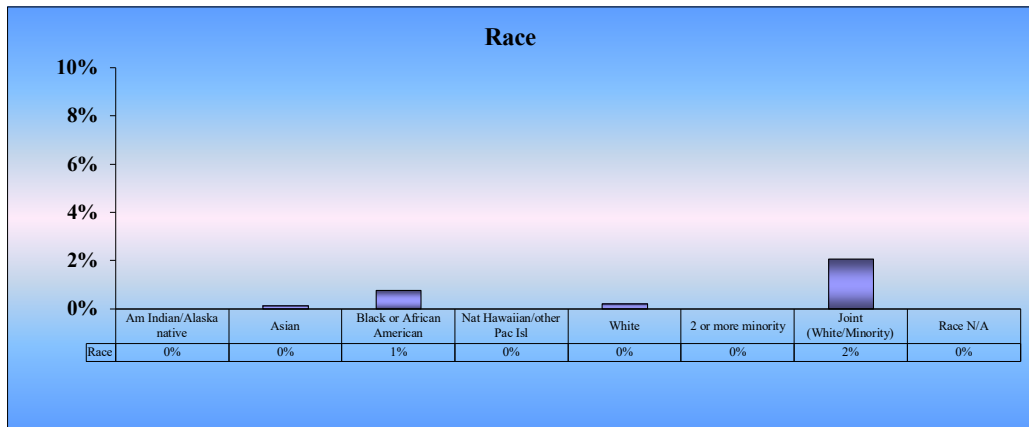 Race
10%
8%
6%
4%
2%
0%
Am Indian/Alaska native
Asian
Black or African American
Nat Hawaiian/other Pac Isl
White
2 or more minority
Joint (White/Minority)
Race N/A
Race 0% 0% 1% 0% 0% 0% 2% 0%